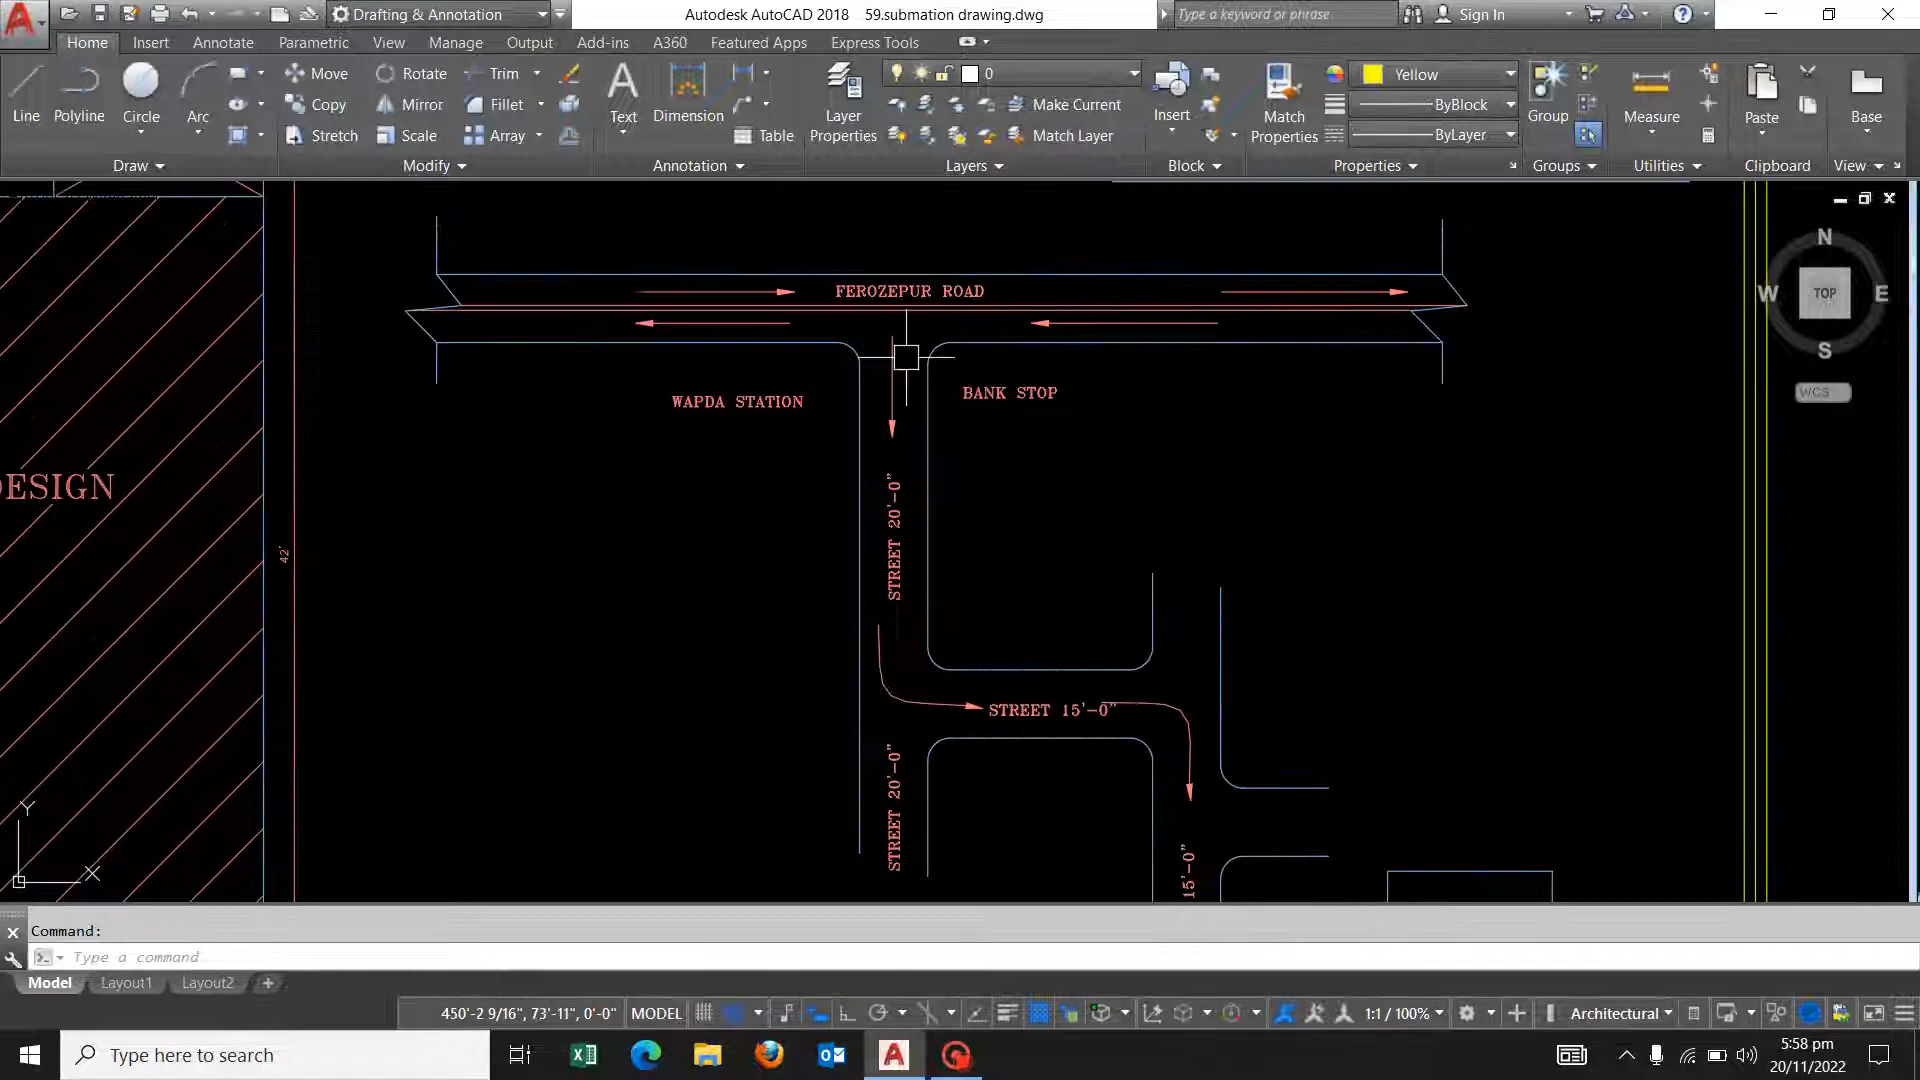 Drafting & Annotation
Autodesk AutoCAD 2018 59.submation drawing.dwg
Type a keyword or phrase
Sign In
Home Insert Annotate Parametric View Manage Output Add-ins A360 Featured Apps Express Tools
Line Polyline Circle Arc
Move Rotate Trim
Copy Mirror Fillet
Stretch Scale Array
Text Dimension
Table
Layer Properties
0
Make Current
Match Layer
Insert
Match Properties
Yellow
ByBlock
ByLayer
Group
Measure
Paste
Base
Draw Modify Annotation Layers Block Properties Groups Utilities Clipboard View
FEROZEPUR ROAD
WAPDA STATION
BANK STOP
STREET 20'-0"
STREET 15'-0"
STREET 20'-0"
15'-0"
ESIGN
42'
N
W TOP E
S
WCS
Y
X
Command:
Type a command
Model Layout1 Layout2 +
450'-2 9/16", 73'-11", 0'-0" MODEL 1:1 / 100% Architectural
Type here to search
5:58 pm
20/11/2022